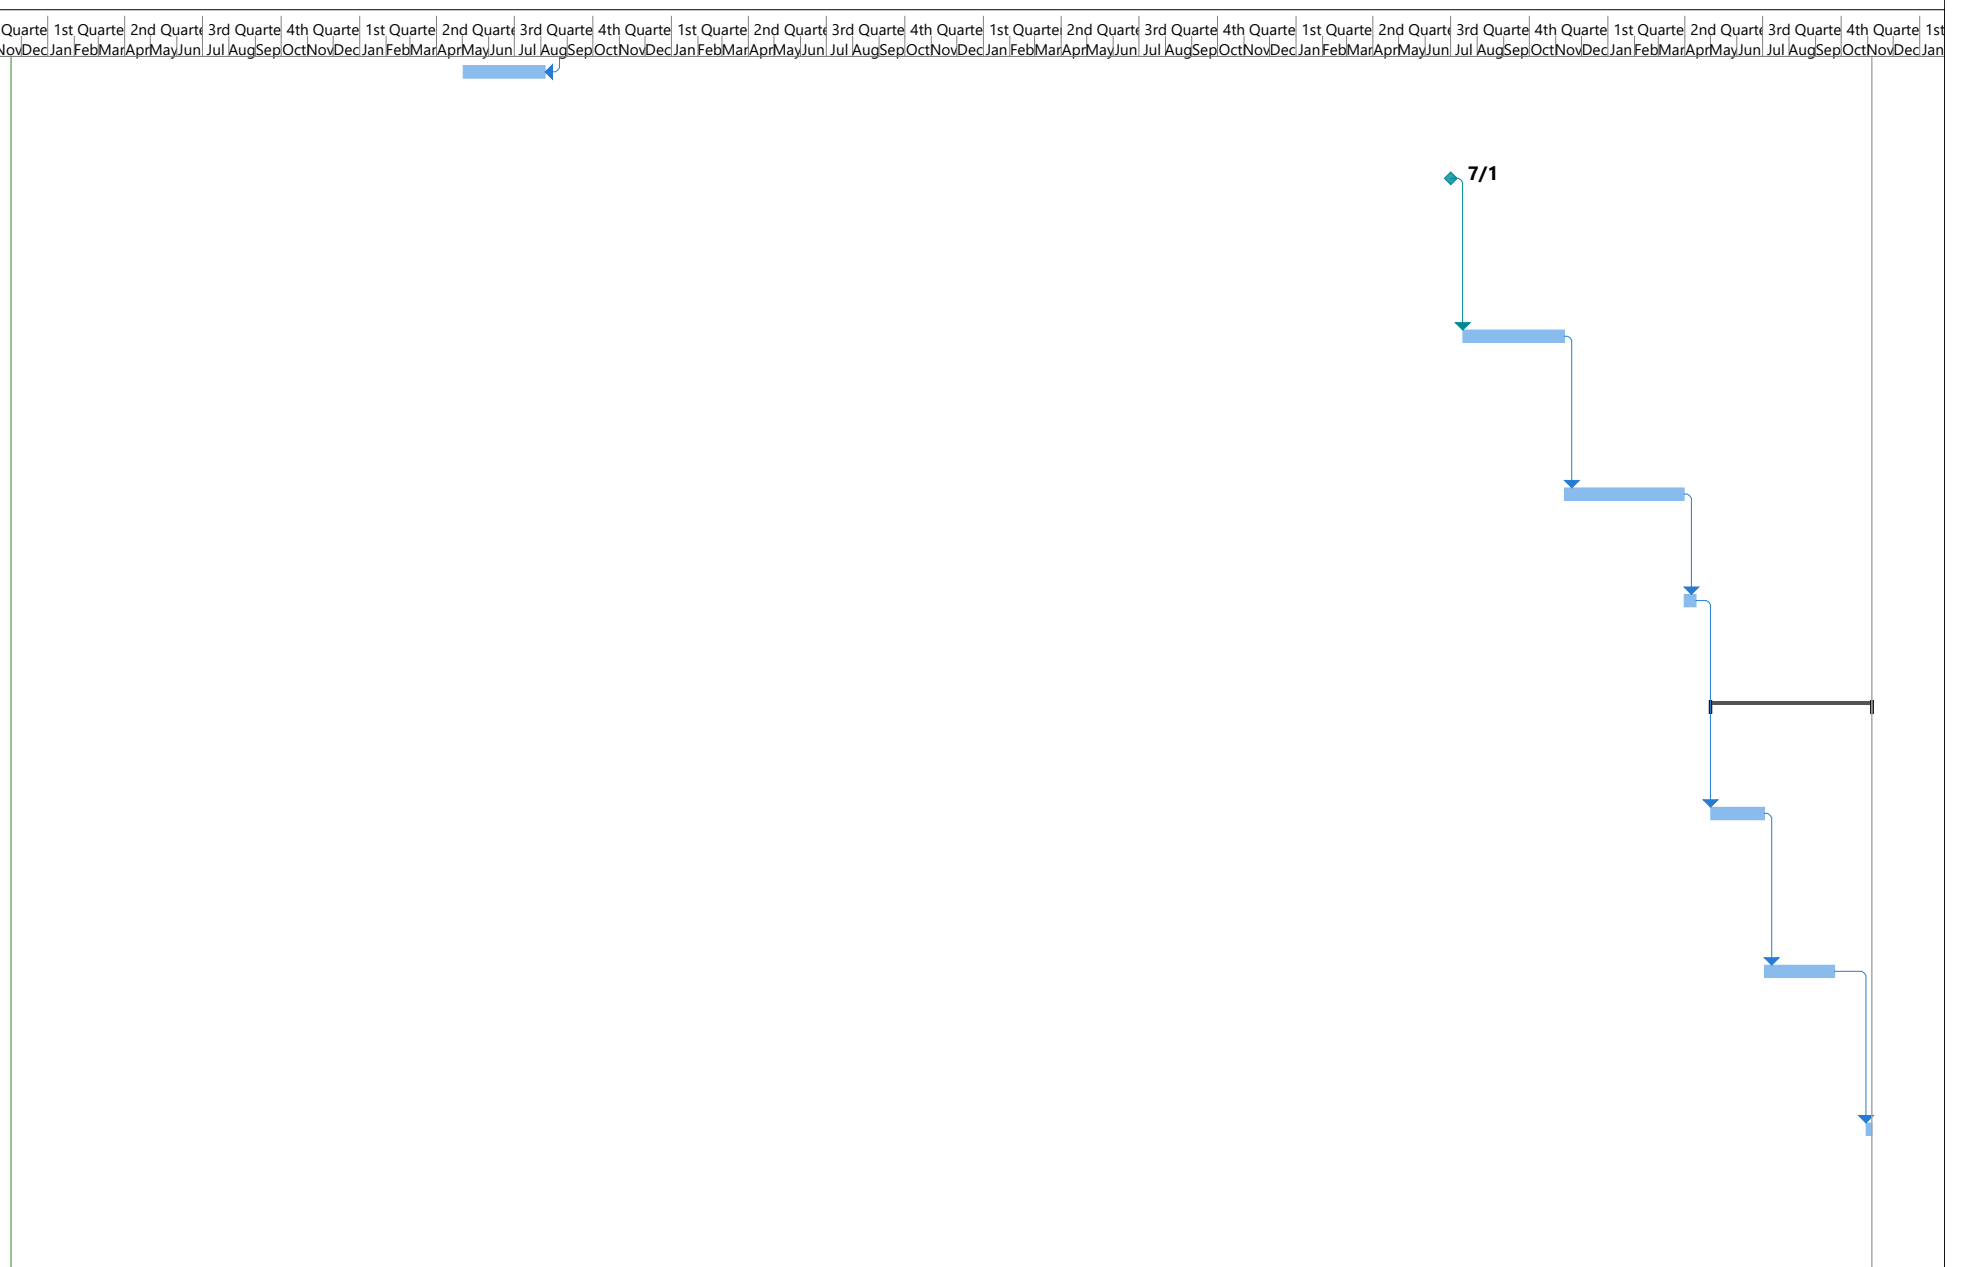 Quarte 1st Quarte 2nd Quarte 3rd Quarte 4th Quarte 1st Quarte 2nd Quarte 3rd Quarte 4th Quarte 1st Quarte 2nd Quarte 3rd Quarte 4th Quarte 1st Quarte 2nd Quarte 3rd Quarte 4th Quarte 1st Quarte 2nd Quarte 3rd Quarte 4th Quarte 1st Quarte 2nd Quarte 3rd Quarte 4th Quarte 1st
Nov Dec Jan Feb Mar Apr May Jun Jul Aug Sep Oct Nov Dec Jan Feb Mar Apr May Jun Jul Aug Sep Oct Nov Dec Jan Feb Mar Apr May Jun Jul Aug Sep Oct Nov Dec Jan Feb Mar Apr May Jun Jul Aug Sep Oct Nov Dec Jan Feb Mar Apr May Jun Jul Aug Sep Oct Nov Dec Jan Feb Mar Apr May Jun Jul Aug Sep Oct Nov Dec Jan
7/1